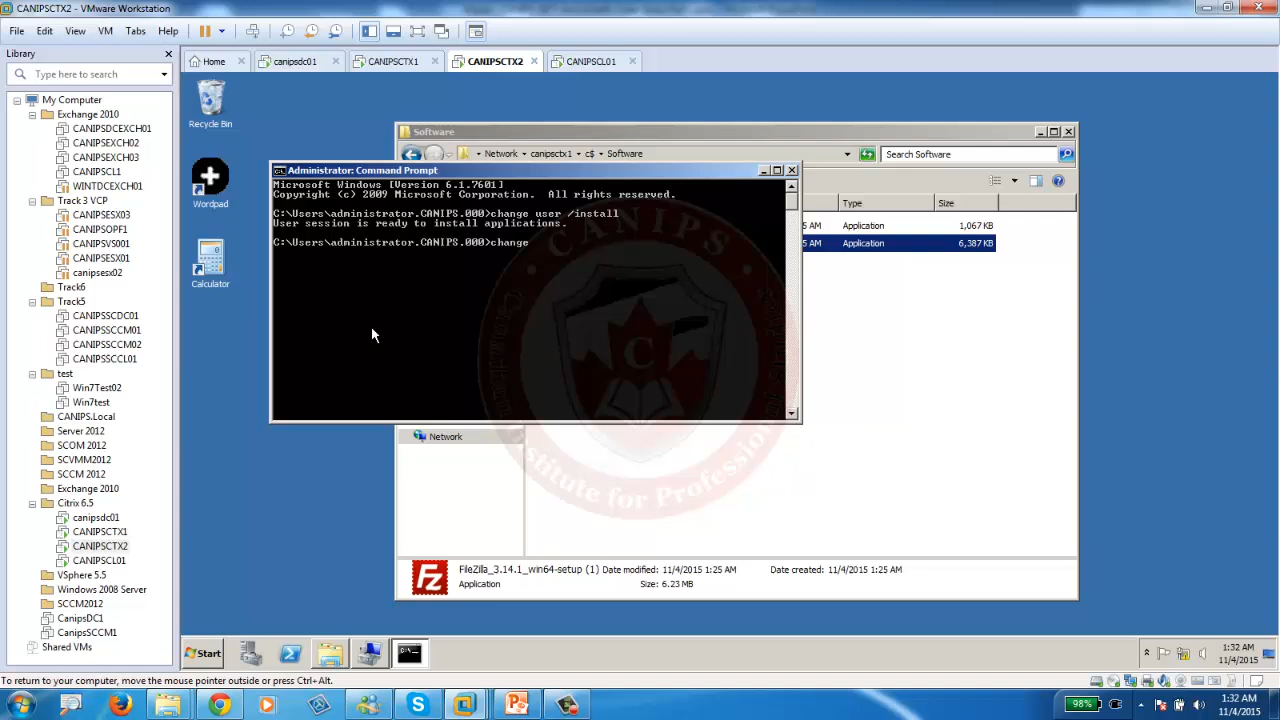 CANIPSCTX2 - VMware Workstation
File Edit View VM Tabs Help
Library
Type here to search
Home canipsdc01 CANIPSCTX1 CANIPSCTX2 CANIPSCL01
My Computer
Exchange 2010
CANIPSDCEXCH01
CANIPSEXCH02
CANIPSEXCH03
CANIPSCL1
WINTDCEXCH01
Track 3 VCP
CANIPSESX03
CANIPSOPF1
CANIPSVS001
CANIPSESX01
canipsesx02
Track6
Track5
CANIPSSCDC01
CANIPSSCCM01
CANIPSSCCM02
CANIPSSCCL01
test
Win7Test02
Win7test
CANIPS.Local
Server 2012
SCOM 2012
SCVMM2012
SCCM 2012
Exchange 2010
Citrix 6.5
canipsdc01
CANIPSCTX1
CANIPSCTX2
CANIPSCL01
VSphere 5.5
Windows 2008 Server
SCCM2012
CanipsDC1
CanipsSCCM1
Shared VMs
Recycle Bin
Wordpad
Calculator
Software
Network canipsctx1 c$ Software
Search Software
Type Size
5 AM Application 1,067 KB
5 AM Application 6,387 KB
Administrator: Command Prompt
Microsoft Windows [Version 6.1.7601]
Copyright (c) 2009 Microsoft Corporation. All rights reserved.
C:\Users\administrator.CANIPS.000>change user /install
User session is ready to install applications.
C:\Users\administrator.CANIPS.000>change
CANIPS
C
Institute for Professio
Network
FileZilla_3.14.1_win64-setup (1) Date modified: 11/4/2015 1:25 AM Date created: 11/4/2015 1:25 AM
Application Size: 6.23 MB
Start
1:32 AM
11/4/2015
To return to your computer, move the mouse pointer outside or press Ctrl+Alt.
98%
1:32 AM
11/4/2015